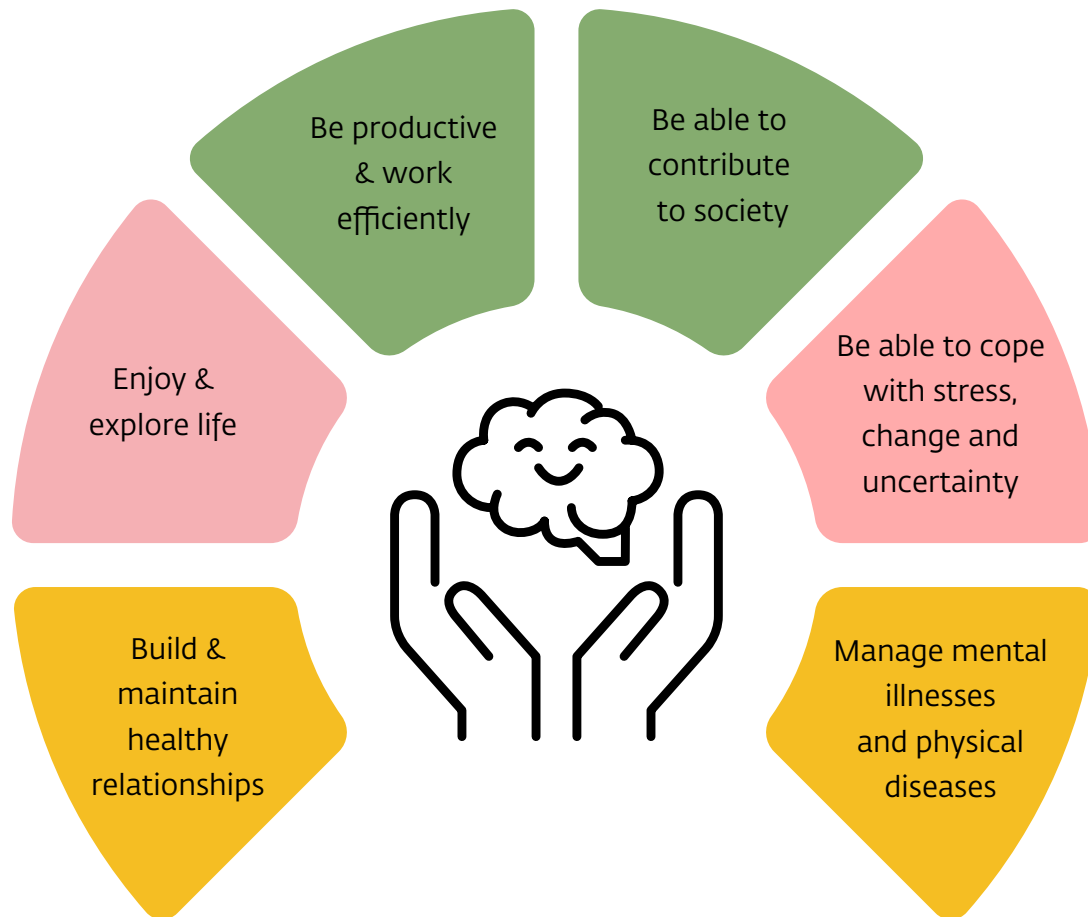 Be productive
& work
efficiently
Be able to
contribute
to society
Enjoy &
explore life
Be able to cope
with stress,
change and
uncertainty
Build &
maintain
healthy
relationships
Manage mental
illnesses
and physical
diseases